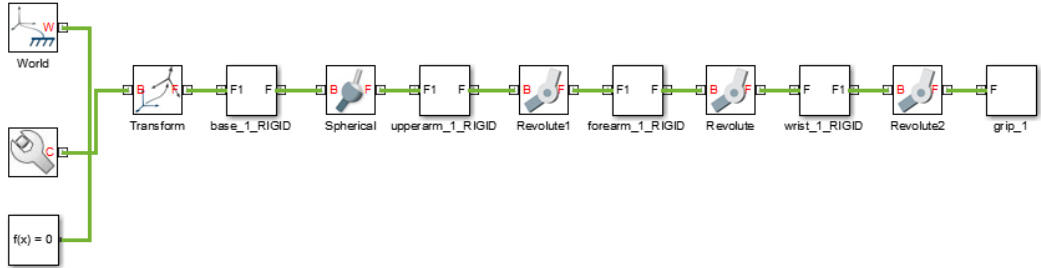 W
World
B F
Transform
F1 F
base_1_RIGID
B F
Spherical
F1 F
upperarm_1_RIGID
B F
Revolute1
F1 F
forearm_1_RIGID
B F
Revolute
F F1
wrist_1_RIGID
B F
Revolute2
F
grip_1
C
f(x) = 0